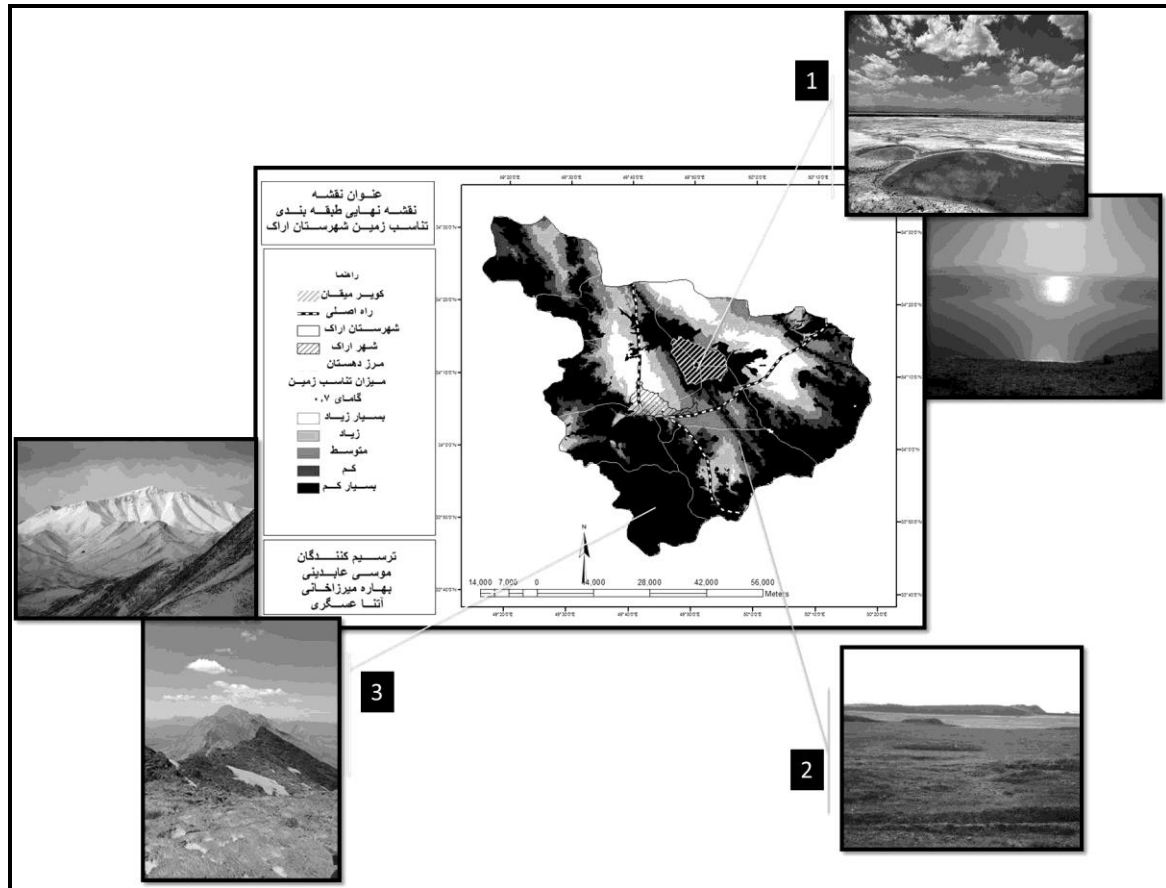 1
عنوان نقشه
نقشه نهایی طبقه بندی
تناسب زمین شهرستان اراک
راهنما
کویر میقان
راه اصلی
شهرستان اراک
شهر اراک
مرز دهستان
میزان تناسب زمین
گامای ۰.۷
بسیار زیاد
زیاد
متوسط
کم
بسیار کم
ترسیم کنندگان
موسی عابدینی
بهاره میرزاخانی
آتنا عسگری
N
14,000 7,000 0 14,000 28,000 42,000 56,000
Meters
3
2